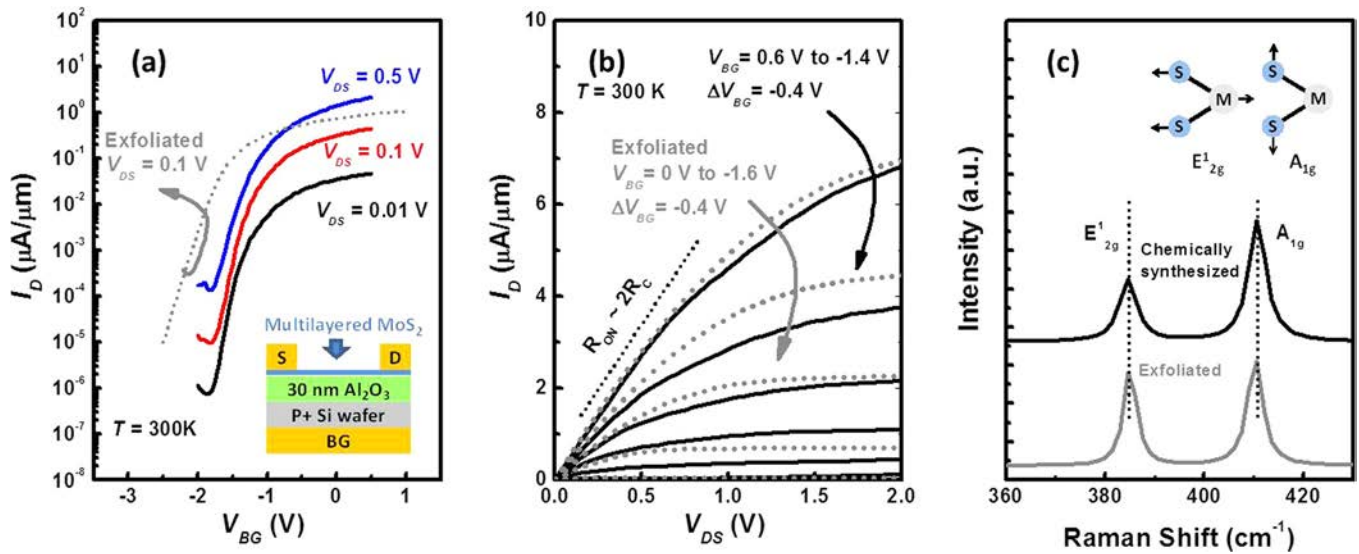 (a)
V_DS = 0.5 V
Exfoliated
V_DS = 0.1 V
V_DS = 0.1 V
V_DS = 0.01 V
Multilayered MoS₂
S
D
30 nm Al₂O₃
P+ Si wafer
BG
T = 300K
10²
10¹
10⁰
10⁻¹
10⁻²
10⁻³
10⁻⁴
10⁻⁵
10⁻⁶
10⁻⁷
10⁻⁸
I_D (μA/μm)
-3 -2 -1 0 1
V_BG (V)
(b)
V_BG = 0.6 V to -1.4 V
T = 300 K
ΔV_BG = -0.4 V
Exfoliated
V_BG = 0 V to -1.6 V
ΔV_BG = -0.4 V
R_ON ~ 2R_C
10
8
6
4
2
0
I_D (μA/μm)
0.0 0.5 1.0 1.5 2.0
V_DS (V)
(c)
S
S
M
S
S
M
E¹₂g
A₁g
E¹₂g
A₁g
Chemically
synthesized
Exfoliated
Intensity (a.u.)
360 380 400 420
Raman Shift (cm⁻¹)